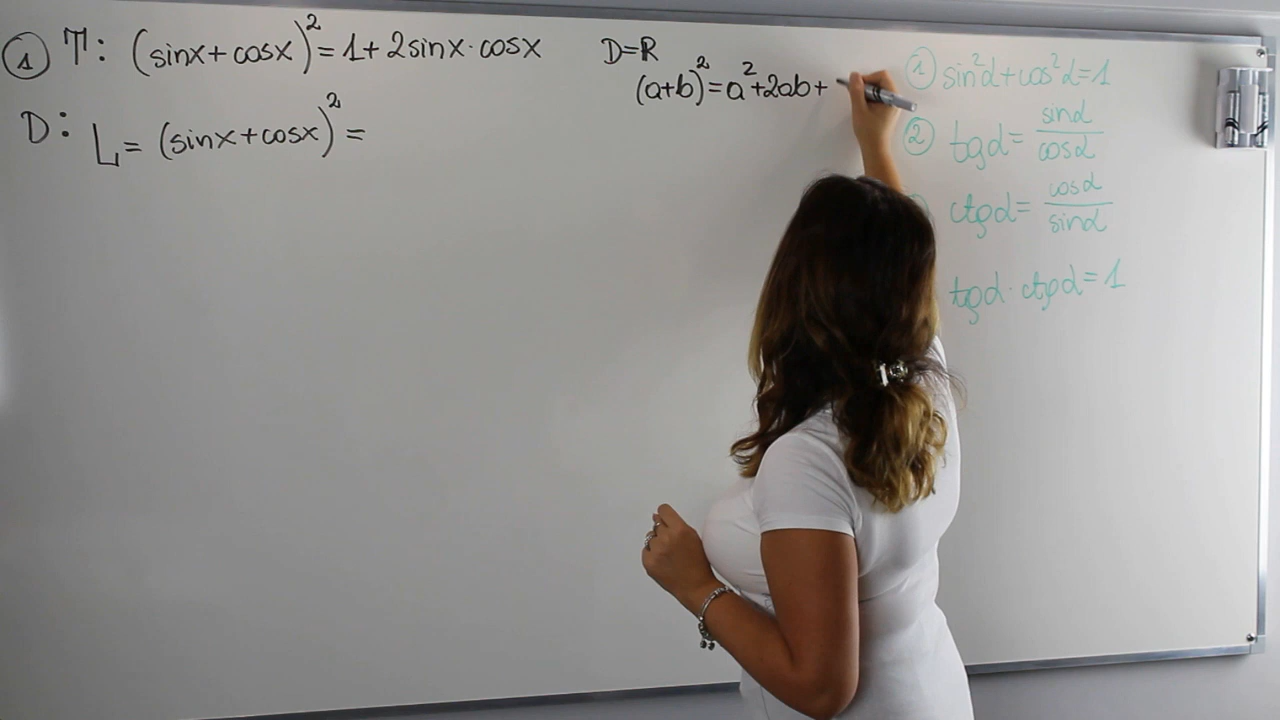 ① T: (sinx+cosx)²=1+2sinx·cosx
D: L= (sinx+cosx)²=
D=R
(a+b)²=a²+2ab+
① sin²α+cos²α=1
② tgα= sinα/cosα
ctgα= cosα/sinα
tgα·ctgα=1